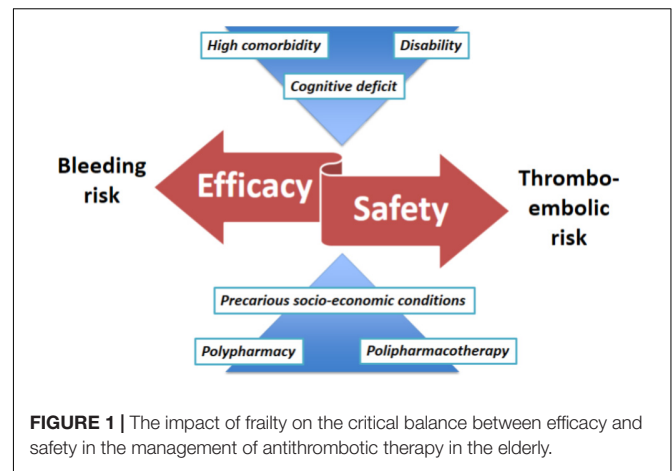 High comorbidity
Disability
Cognitive deficit
Bleeding
risk
Efficacy
Safety
Thrombo-
embolic
risk
Precarious socio-economic conditions
Polypharmacy
Polipharmacotherapy
FIGURE 1 | The impact of frailty on the critical balance between efficacy and
safety in the management of antithrombotic therapy in the elderly.